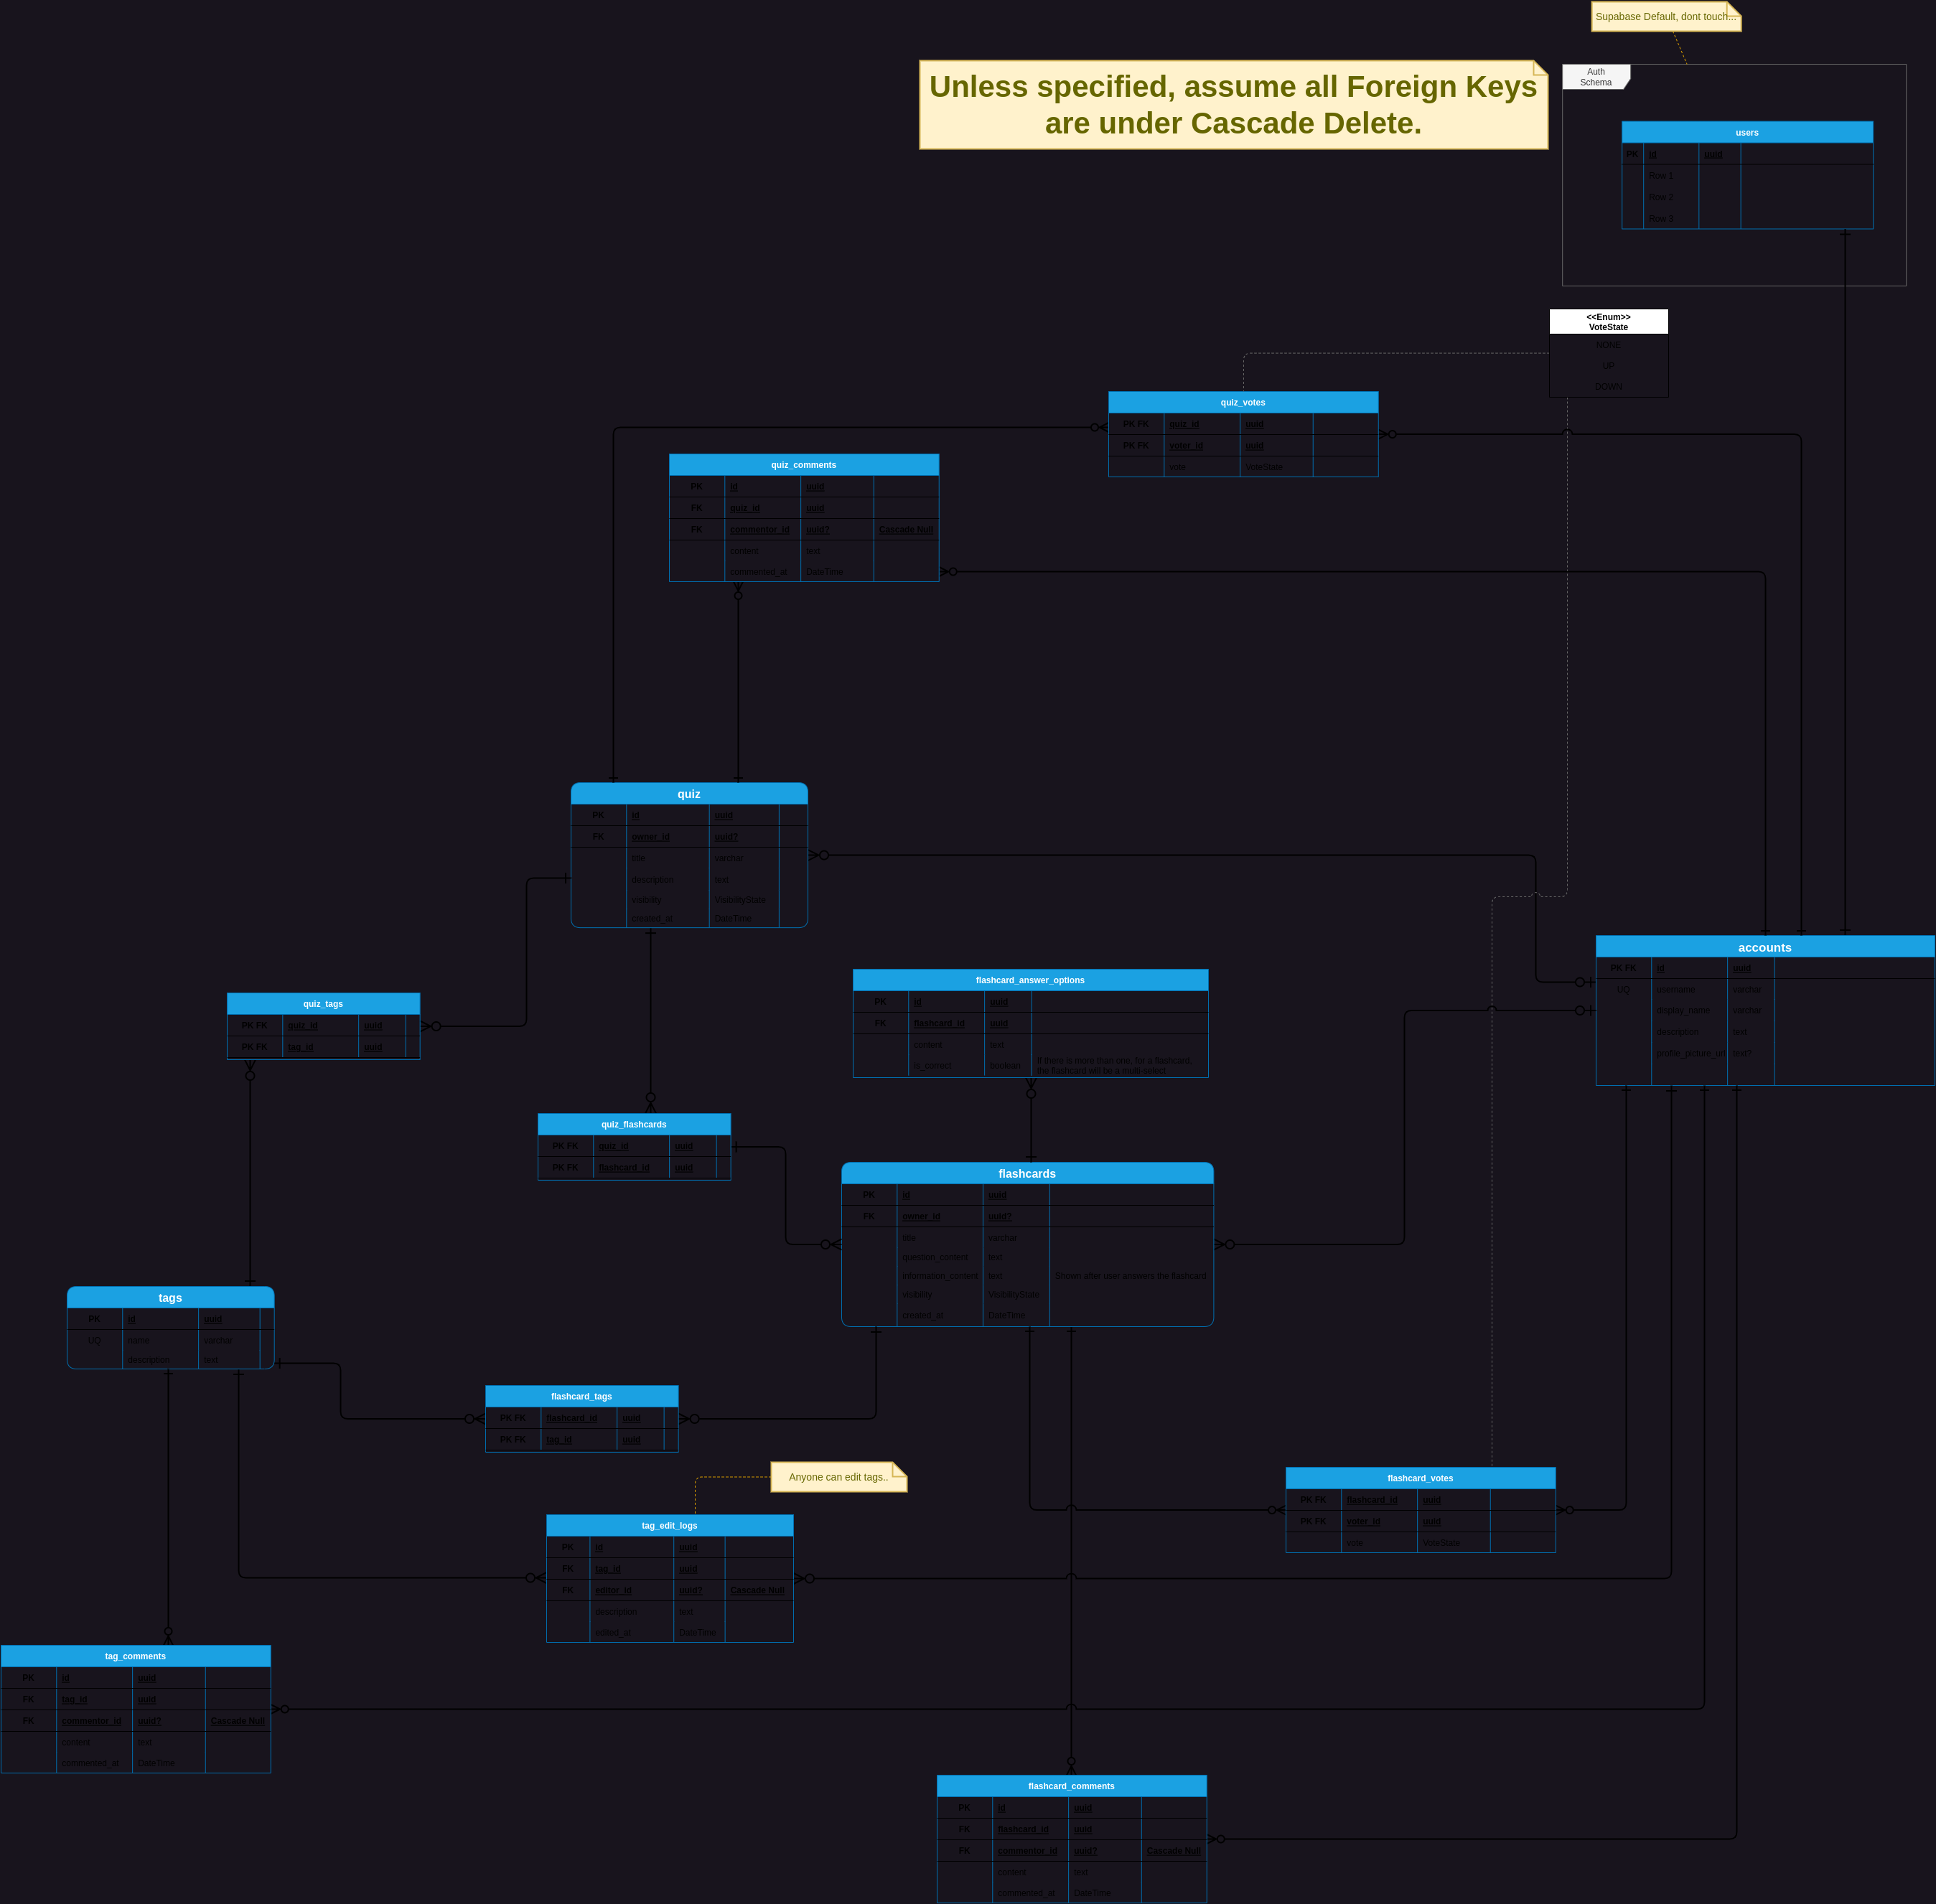 Supabase Default, dont touch...
Unless specified, assume all Foreign Keys
are under Cascade Delete.
Auth
Schema
users
PK id uuid
Row 1
Row 2
Row 3
<<Enum>>
VoteState
NONE
UP
DOWN
quiz_votes
PK FK quiz_id uuid
PK FK voter_id uuid
vote VoteState
quiz_comments
PK id uuid
FK quiz_id uuid
FK commentor_id uuid? Cascade Null
content text
commented_at DateTime
quiz
PK id uuid
FK owner_id uuid?
title varchar
description text
visibility VisibilityState
created_at DateTime
accounts
PK FK id uuid
UQ username varchar
display_name varchar
description text
profile_picture_url text?
flashcard_answer_options
PK id uuid
FK flashcard_id uuid
content text
is_correct boolean If there is more than one, for a flashcard,
the flashcard will be a multi-select.
quiz_tags
PK FK quiz_id uuid
PK FK tag_id uuid
quiz_flashcards
PK FK quiz_id uuid
PK FK flashcard_id uuid
flashcards
PK id uuid
FK owner_id uuid?
title varchar
question_content text
information_content text Shown after user answers the flashcard
visibility VisibilityState
created_at DateTime
tags
PK id uuid
UQ name varchar
description text
flashcard_tags
PK FK flashcard_id uuid
PK FK tag_id uuid
Anyone can edit tags..
flashcard_votes
PK FK flashcard_id uuid
PK FK voter_id uuid
vote VoteState
tag_edit_logs
PK id uuid
FK tag_id uuid
FK editor_id uuid? Cascade Null
description text
edited_at DateTime
tag_comments
PK id uuid
FK tag_id uuid
FK commentor_id uuid? Cascade Null
content text
commented_at DateTime
flashcard_comments
PK id uuid
FK flashcard_id uuid
FK commentor_id uuid? Cascade Null
content text
commented_at DateTime